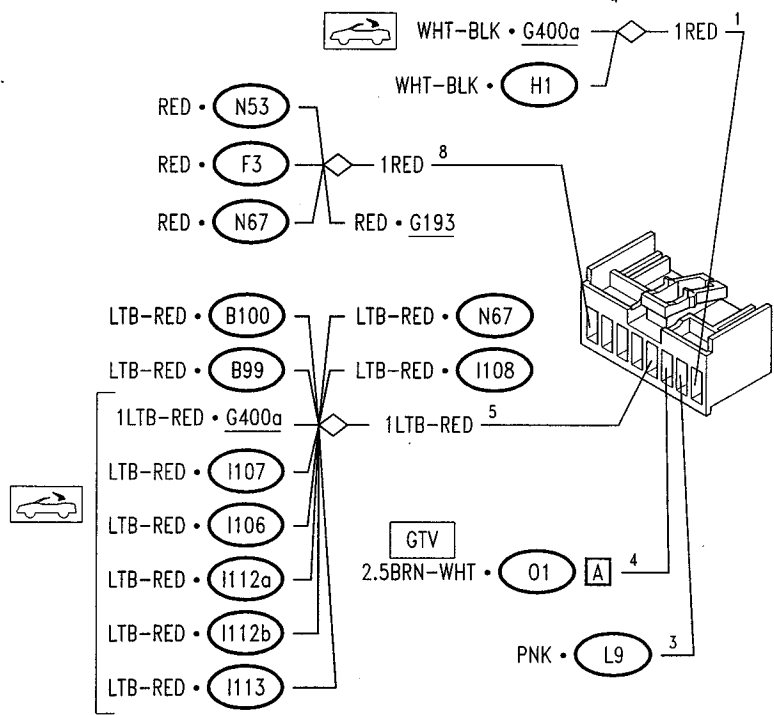 WHT-BLK • G400a 1RED 1
WHT-BLK • H1
RED • N53
RED • F3 1RED 8
RED • N67 RED • G193
LTB-RED • B100 LTB-RED • N67
LTB-RED • B99 LTB-RED • I108
1LTB-RED • G400a 1LTB-RED 5
LTB-RED • I107
LTB-RED • I106
GTV
LTB-RED • I112a 2.5BRN-WHT • O1 A 4
LTB-RED • I112b
PNK • L9 3
LTB-RED • I113